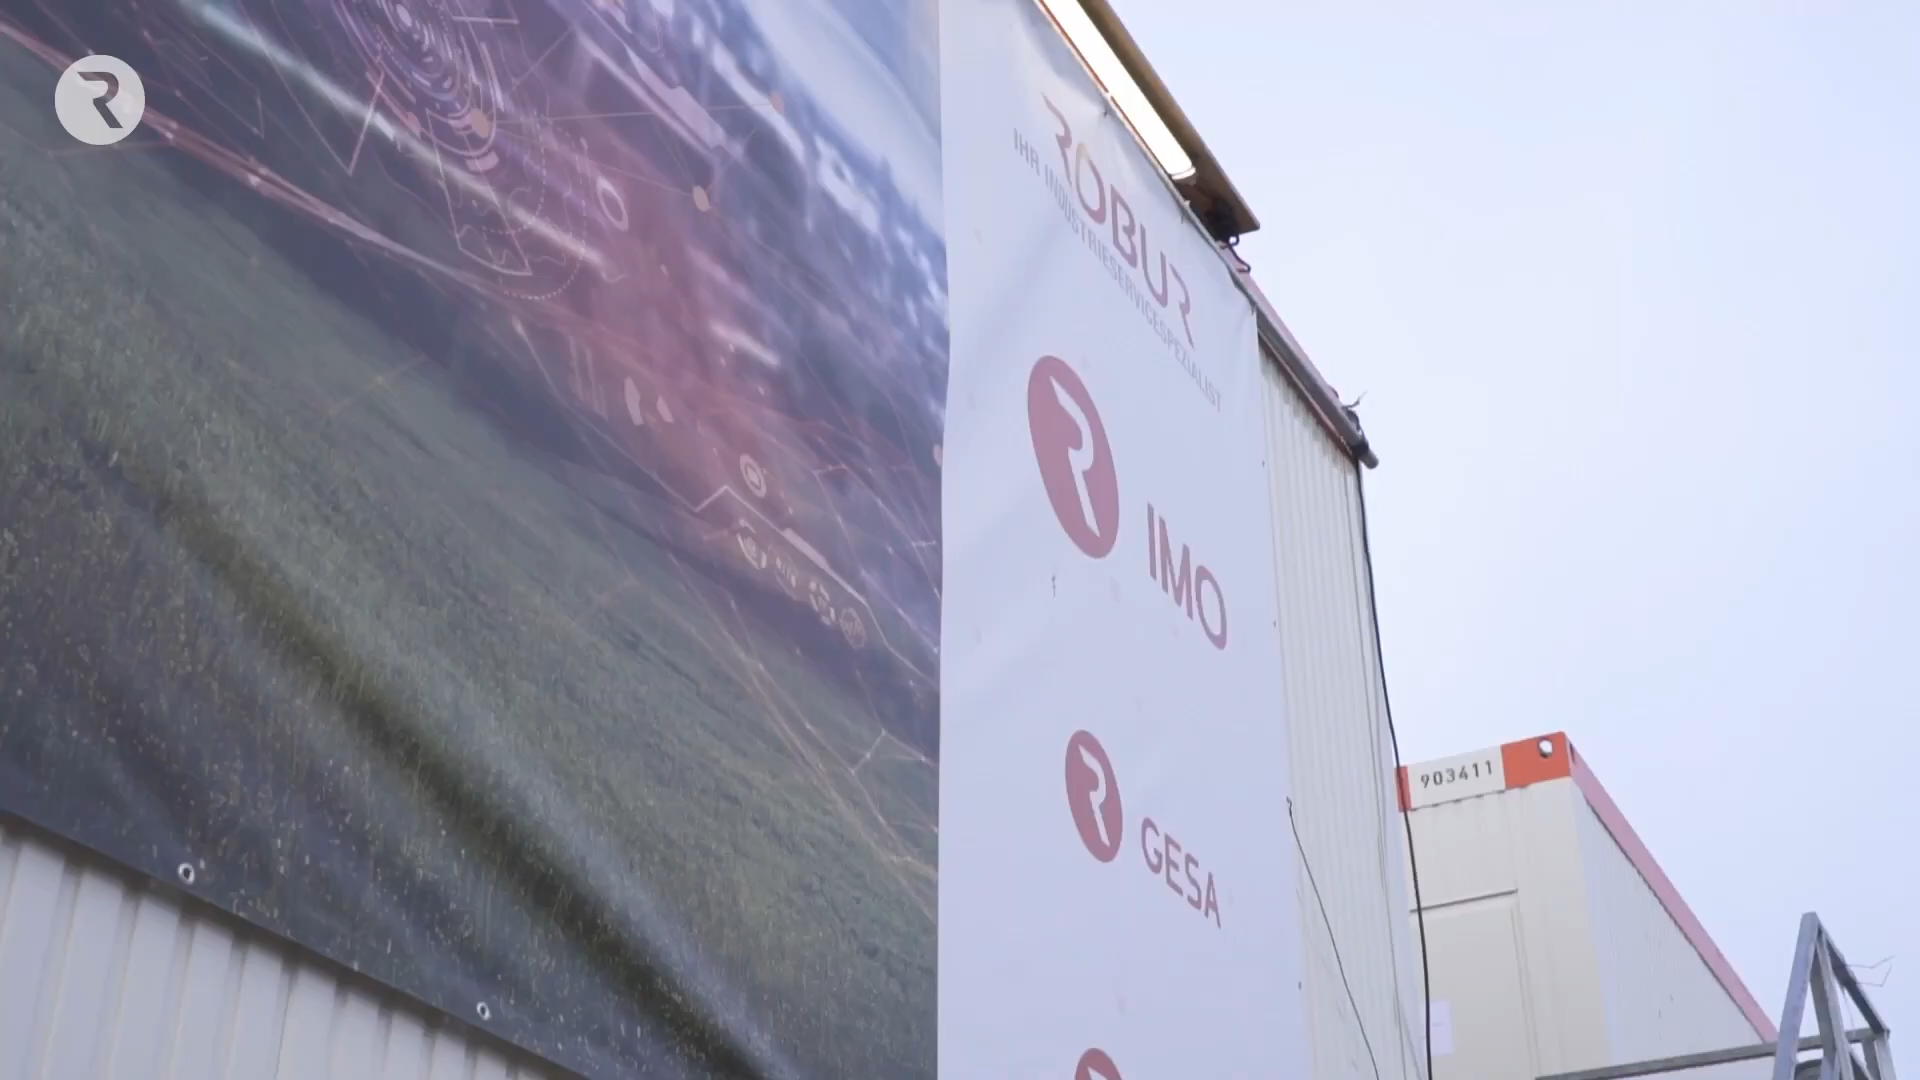 ROBUR
IHR INDUSTRIESERVICESPEZIALIST
IMO
GESA
903411